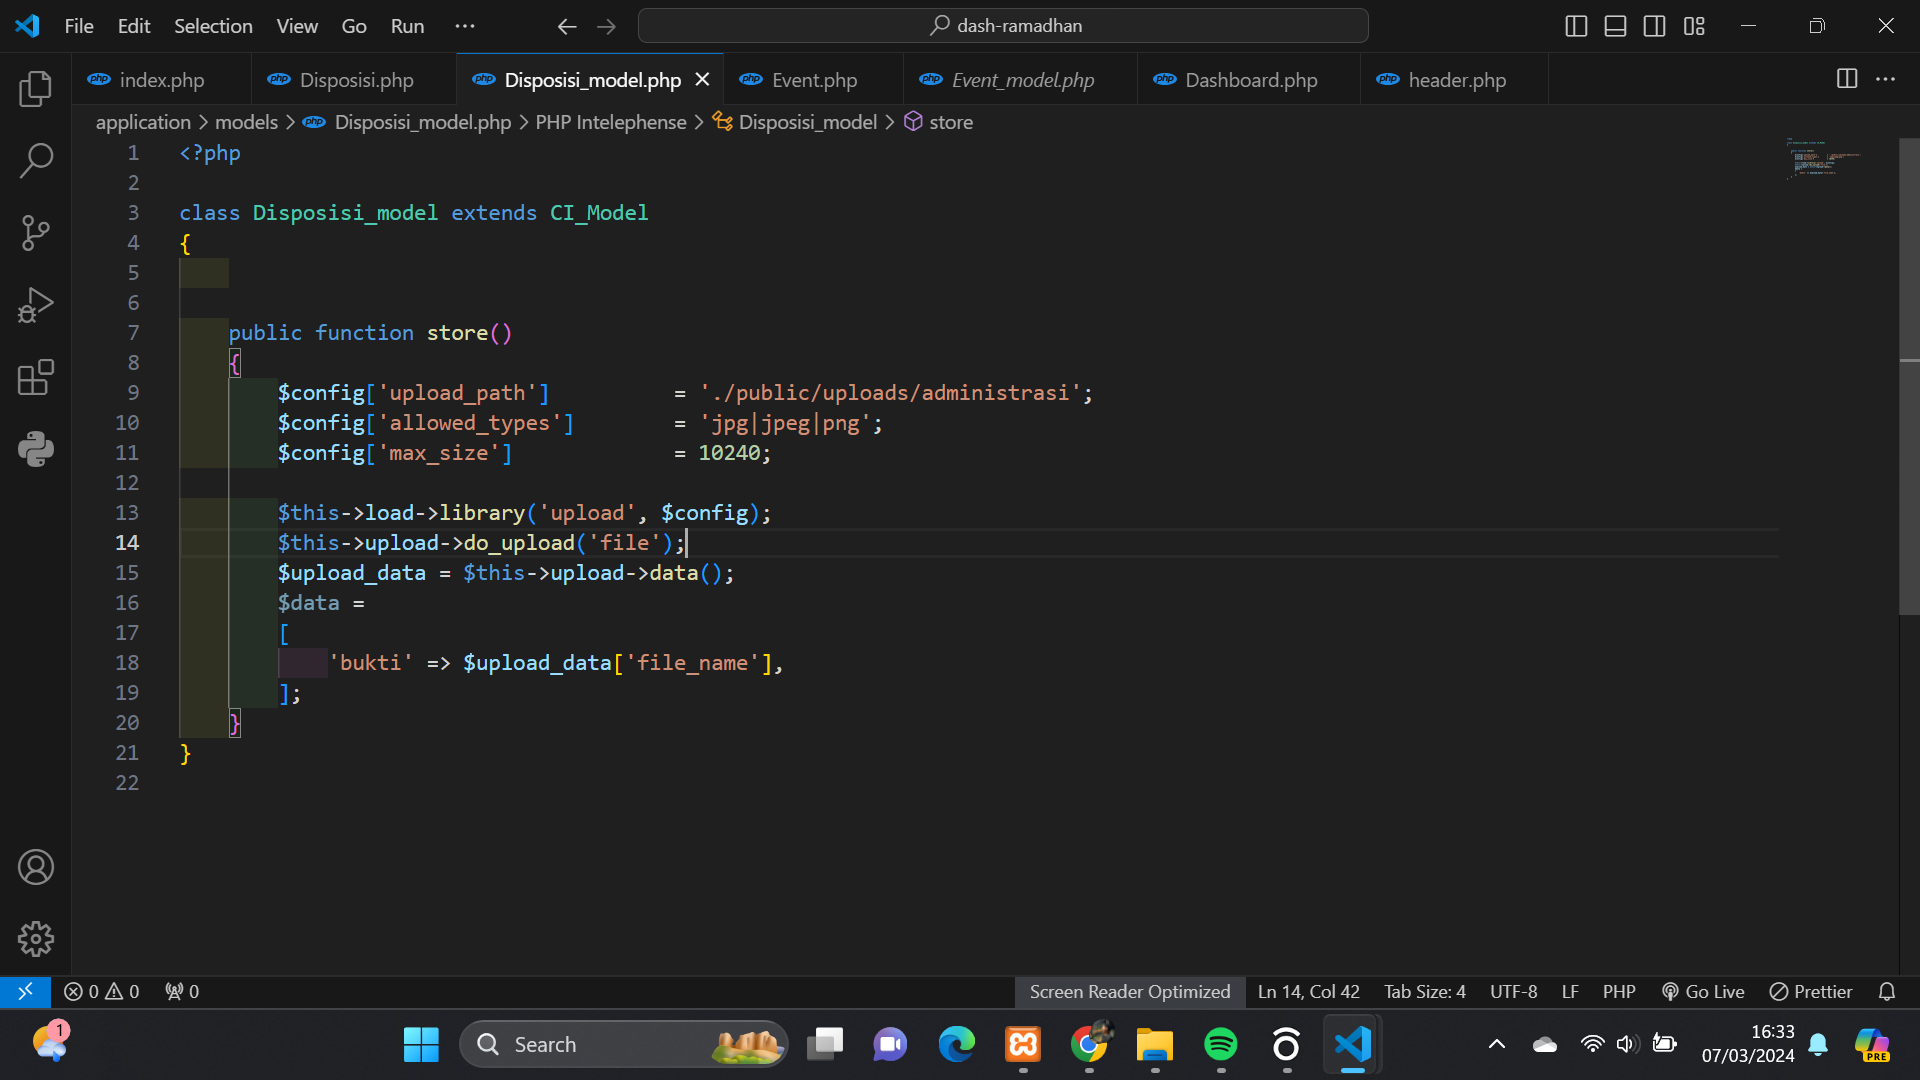 File Edit Selection View Go Run ··· dash-ramadhan
index.php Disposisi.php Disposisi_model.php Event.php Event_model.php Dashboard.php header.php
application > models > Disposisi_model.php > PHP Intelephense > Disposisi_model > store
1 <?php
2
3 class Disposisi_model extends CI_Model
4 {
5
6
7 public function store()
8 {
9 $config['upload_path'] = './public/uploads/administrasi';
10 $config['allowed_types'] = 'jpg|jpeg|png';
11 $config['max_size'] = 10240;
12
13 $this->load->library('upload', $config);
14 $this->upload->do_upload('file');
15 $upload_data = $this->upload->data();
16 $data =
17 [
18 'bukti' => $upload_data['file_name'],
19 ];
20 }
21 }
22
0 0 0 Screen Reader Optimized Ln 14, Col 42 Tab Size: 4 UTF-8 LF PHP Go Live Prettier
1 Search 16:33
07/03/2024
PRE